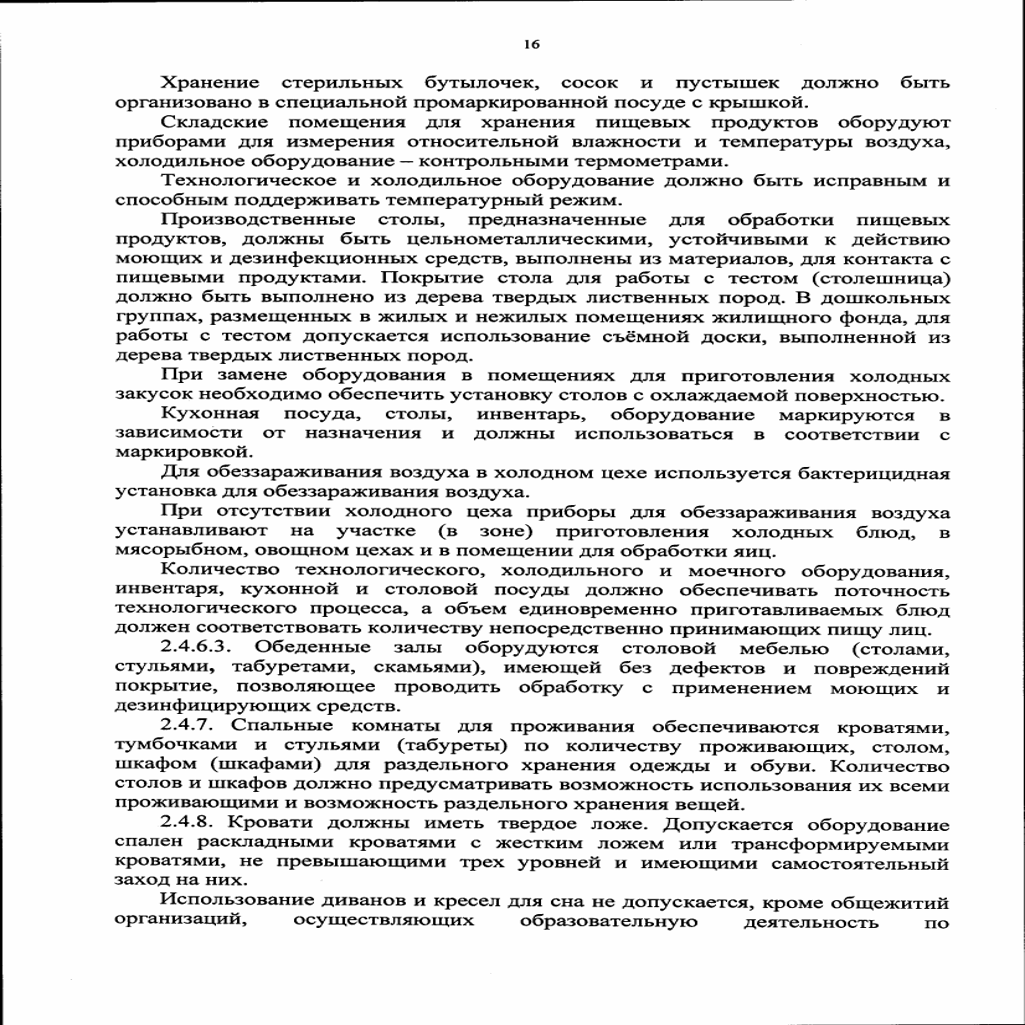 16
Хранение стерильных бутылочек, сосок и пустышек должно быть
организовано в специальной промаркированной посуде с крышкой.
Складские помещения для хранения пищевых продуктов оборудуют
приборами для измерения относительной влажности и температуры воздуха,
холодильное оборудование – контрольными термометрами.
Технологическое и холодильное оборудование должно быть исправным и
способным поддерживать температурный режим.
Производственные столы, предназначенные для обработки пищевых
продуктов, должны быть цельнометаллическими, устойчивыми к действию
моющих и дезинфекционных средств, выполнены из материалов, для контакта с
пищевыми продуктами. Покрытие стола для работы с тестом (столешница)
должно быть выполнено из дерева твердых лиственных пород. В дошкольных
группах, размещенных в жилых и нежилых помещениях жилищного фонда, для
работы с тестом допускается использование съёмной доски, выполненной из
дерева твердых лиственных пород.
При замене оборудования в помещениях для приготовления холодных
закусок необходимо обеспечить установку столов с охлаждаемой поверхностью.
Кухонная посуда, столы, инвентарь, оборудование маркируются в
зависимости от назначения и должны использоваться в соответствии с
маркировкой.
Для обеззараживания воздуха в холодном цехе используется бактерицидная
установка для обеззараживания воздуха.
При отсутствии холодного цеха приборы для обеззараживания воздуха
устанавливают на участке (в зоне) приготовления холодных блюд, в
мясорыбном, овощном цехах и в помещении для обработки яиц.
Количество технологического, холодильного и моечного оборудования,
инвентаря, кухонной и столовой посуды должно обеспечивать поточность
технологического процесса, а объем единовременно приготавливаемых блюд
должен соответствовать количеству непосредственно принимающих пищу лиц.
2.4.6.3. Обеденные залы оборудуются столовой мебелью (столами,
стульями, табуретами, скамьями), имеющей без дефектов и повреждений
покрытие, позволяющее проводить обработку с применением моющих и
дезинфицирующих средств.
2.4.7. Спальные комнаты для проживания обеспечиваются кроватями,
тумбочками и стульями (табуреты) по количеству проживающих, столом,
шкафом (шкафами) для раздельного хранения одежды и обуви. Количество
столов и шкафов должно предусматривать возможность использования их всеми
проживающими и возможность раздельного хранения вещей.
2.4.8. Кровати должны иметь твердое ложе. Допускается оборудование
спален раскладными кроватями с жестким ложем или трансформируемыми
кроватями, не превышающими трех уровней и имеющими самостоятельный
заход на них.
Использование диванов и кресел для сна не допускается, кроме общежитий
организаций, осуществляющих образовательную деятельность по